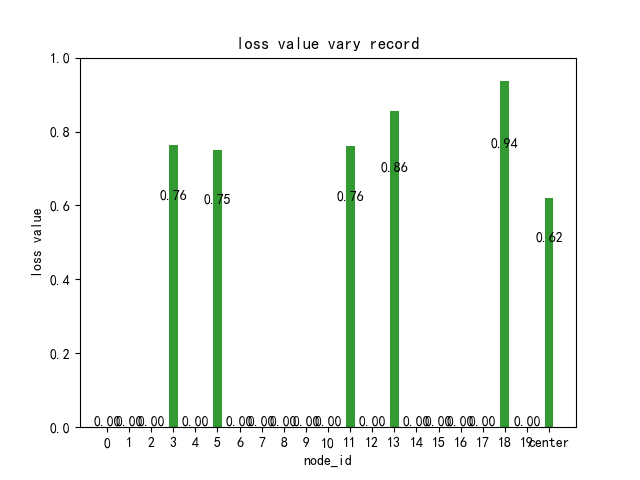 loss value vary record
1.0
0.8
0.6
0.4
0.2
0.0
loss value
0.00 0.00 0.00 0.76 0.00 0.75 0.00 0.00 0.00 0.00 0.00 0.76 0.00 0.86 0.00 0.00 0.00 0.00 0.94 0.00 0.62
0 1 2 3 4 5 6 7 8 9 10 11 12 13 14 15 16 17 18 19 center
node_id